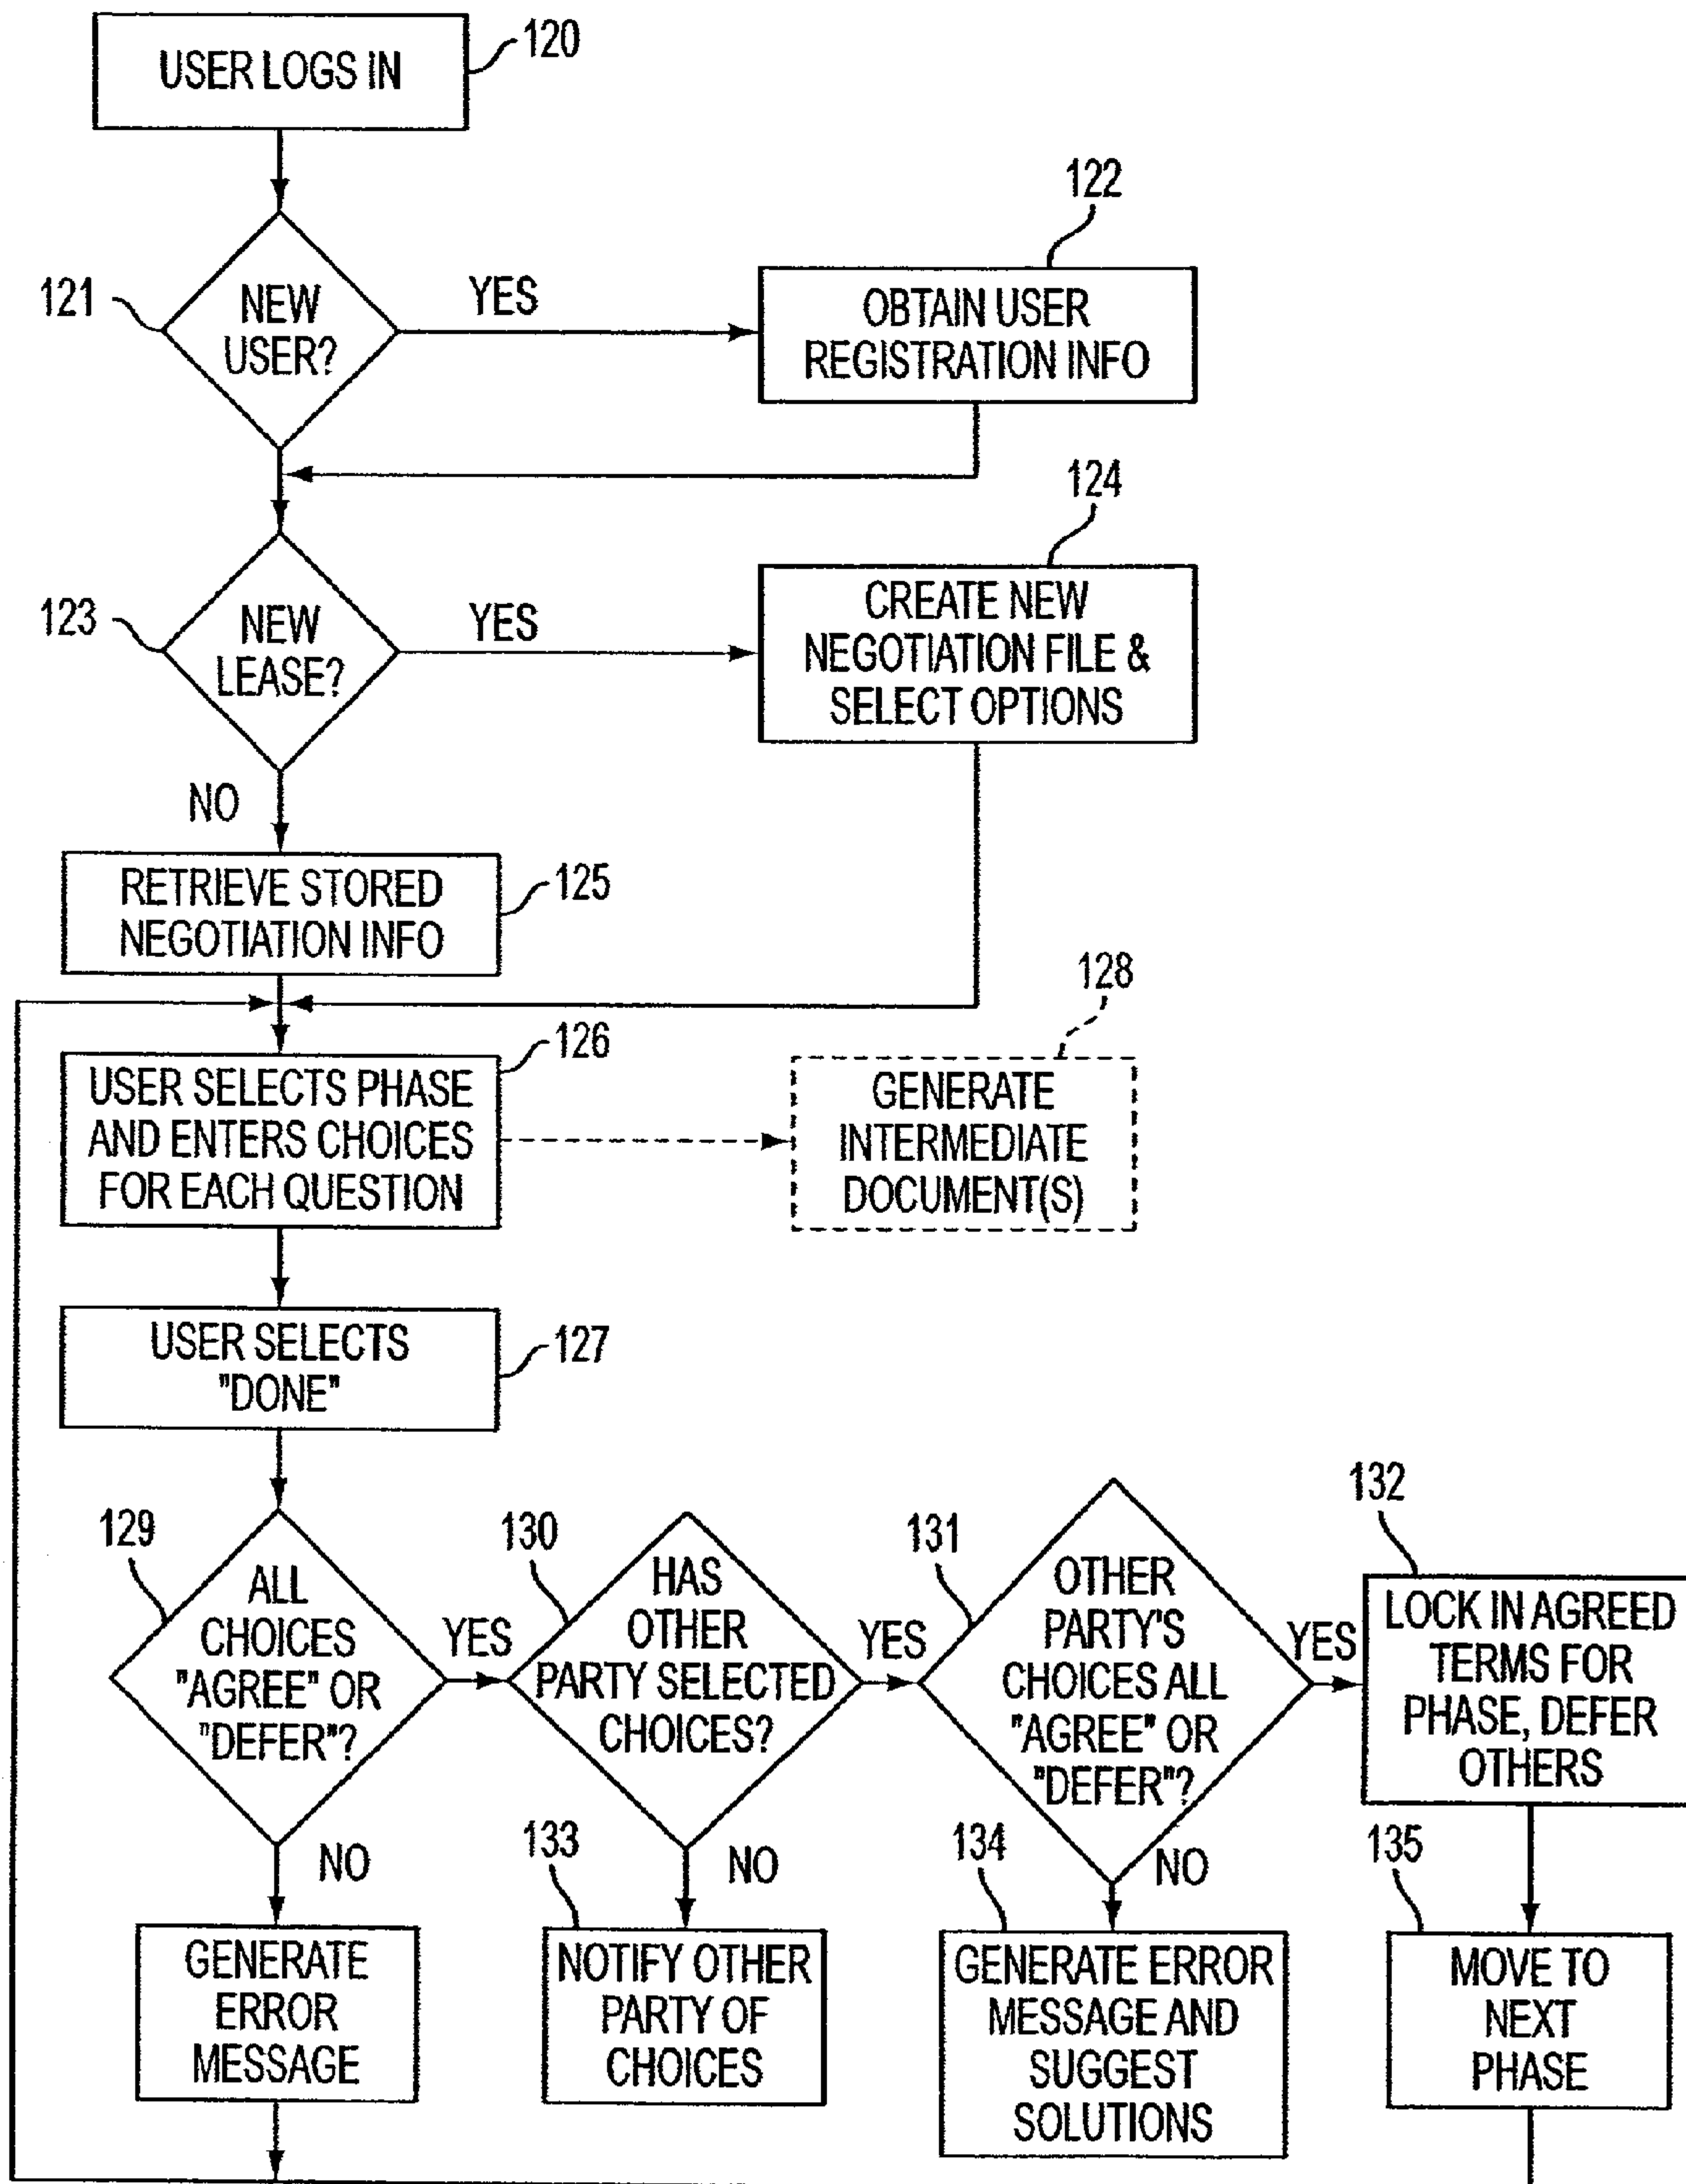 USER LOGS IN
120
121
NEW
USER?
YES
122
OBTAIN USER
REGISTRATION INFO
123
NEW
LEASE?
YES
124
CREATE NEW
NEGOTIATION FILE &
SELECT OPTIONS
NO
RETRIEVE STORED
NEGOTIATION INFO
125
126
USER SELECTS PHASE
AND ENTERS CHOICES
FOR EACH QUESTION
128
GENERATE
INTERMEDIATE
DOCUMENT(S)
USER SELECTS
"DONE"
127
129
ALL
CHOICES
"AGREE" OR
"DEFER"?
YES
130
HAS
OTHER
PARTY SELECTED
CHOICES?
YES
131
OTHER
PARTY'S
CHOICES ALL
"AGREE" OR
"DEFER"?
YES
132
LOCK IN AGREED
TERMS FOR
PHASE, DEFER
OTHERS
NO
GENERATE
ERROR
MESSAGE
133
NO
NOTIFY OTHER
PARTY OF
CHOICES
134
NO
GENERATE ERROR
MESSAGE AND
SUGGEST
SOLUTIONS
135
MOVE TO
NEXT
PHASE